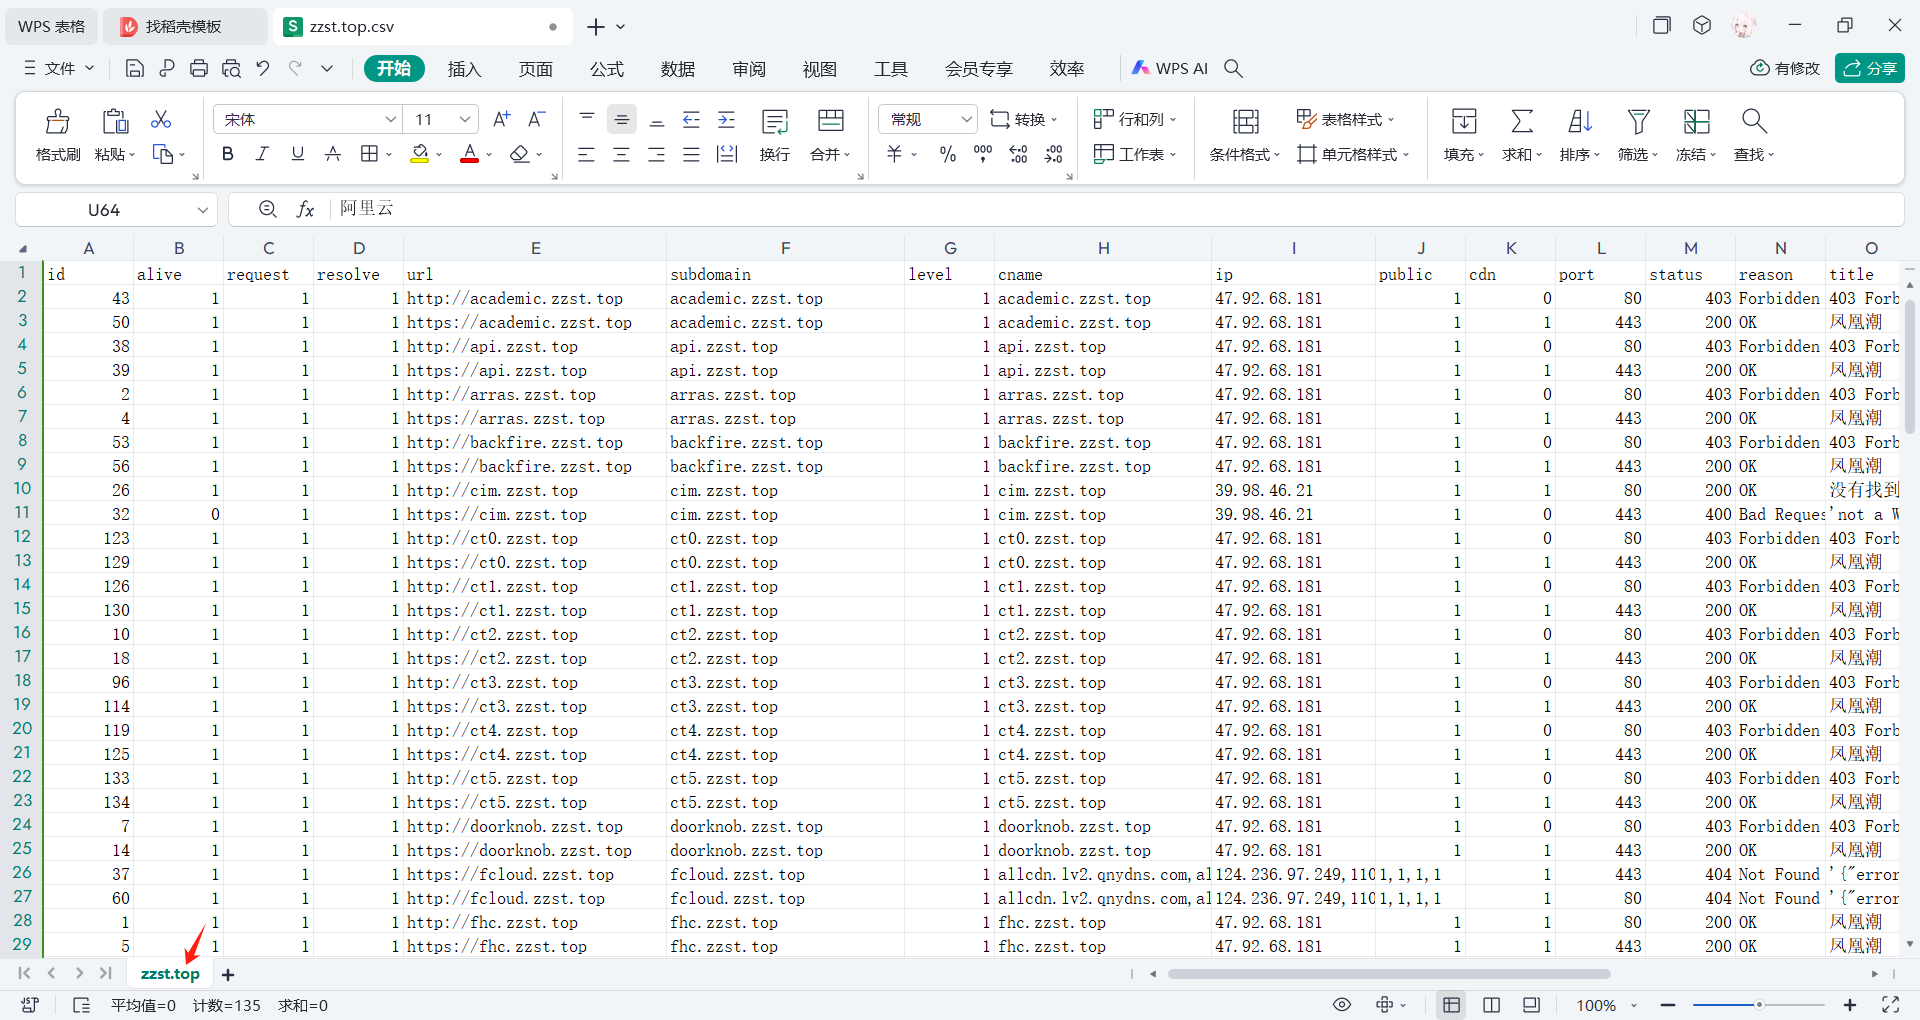 WPS 表格 找稻壳模板 S zzst.top.csv
文件 开始 插入 页面 公式 数据 审阅 视图 工具 会员专享 效率 WPS AI 有修改 分享
宋体 11 A+ A- 常规 转换 行和列 表格样式
格式刷 粘贴 B I U A A 换行 合并 羊 % 000 工作表 条件格式 单元格样式 填充 求和 排序 筛选 冻结 查找
U64 fx 阿里云
A B C D E F G H I J K L M N O
1 id alive request resolve url subdomain level cname ip public cdn port status reason title
2 43 1 1 1 http://academic.zzst.top academic.zzst.top 1 academic.zzst.top 47.92.68.181 1 0 80 403 Forbidden 403 Forb
3 50 1 1 1 https://academic.zzst.top academic.zzst.top 1 academic.zzst.top 47.92.68.181 1 1 443 200 OK 凤凰潮
4 38 1 1 1 http://api.zzst.top api.zzst.top 1 api.zzst.top 47.92.68.181 1 0 80 403 Forbidden 403 Forb
5 39 1 1 1 https://api.zzst.top api.zzst.top 1 api.zzst.top 47.92.68.181 1 1 443 200 OK 凤凰潮
6 2 1 1 1 http://arras.zzst.top arras.zzst.top 1 arras.zzst.top 47.92.68.181 1 0 80 403 Forbidden 403 Forb
7 4 1 1 1 https://arras.zzst.top arras.zzst.top 1 arras.zzst.top 47.92.68.181 1 1 443 200 OK 凤凰潮
8 53 1 1 1 http://backfire.zzst.top backfire.zzst.top 1 backfire.zzst.top 47.92.68.181 1 0 80 403 Forbidden 403 Forb
9 56 1 1 1 https://backfire.zzst.top backfire.zzst.top 1 backfire.zzst.top 47.92.68.181 1 1 443 200 OK 凤凰潮
10 26 1 1 1 http://cim.zzst.top cim.zzst.top 1 cim.zzst.top 39.98.46.21 1 1 80 200 OK 没有找到
11 32 0 1 1 https://cim.zzst.top cim.zzst.top 1 cim.zzst.top 39.98.46.21 1 0 443 400 Bad Reques 'not a W
12 123 1 1 1 http://ct0.zzst.top ct0.zzst.top 1 ct0.zzst.top 47.92.68.181 1 0 80 403 Forbidden 403 Forb
13 129 1 1 1 https://ct0.zzst.top ct0.zzst.top 1 ct0.zzst.top 47.92.68.181 1 1 443 200 OK 凤凰潮
14 126 1 1 1 http://ct1.zzst.top ct1.zzst.top 1 ct1.zzst.top 47.92.68.181 1 0 80 403 Forbidden 403 Forb
15 130 1 1 1 https://ct1.zzst.top ct1.zzst.top 1 ct1.zzst.top 47.92.68.181 1 1 443 200 OK 凤凰潮
16 10 1 1 1 http://ct2.zzst.top ct2.zzst.top 1 ct2.zzst.top 47.92.68.181 1 0 80 403 Forbidden 403 Forb
17 18 1 1 1 https://ct2.zzst.top ct2.zzst.top 1 ct2.zzst.top 47.92.68.181 1 1 443 200 OK 凤凰潮
18 96 1 1 1 http://ct3.zzst.top ct3.zzst.top 1 ct3.zzst.top 47.92.68.181 1 0 80 403 Forbidden 403 Forb
19 114 1 1 1 https://ct3.zzst.top ct3.zzst.top 1 ct3.zzst.top 47.92.68.181 1 1 443 200 OK 凤凰潮
20 119 1 1 1 http://ct4.zzst.top ct4.zzst.top 1 ct4.zzst.top 47.92.68.181 1 0 80 403 Forbidden 403 Forb
21 125 1 1 1 https://ct4.zzst.top ct4.zzst.top 1 ct4.zzst.top 47.92.68.181 1 1 443 200 OK 凤凰潮
22 133 1 1 1 http://ct5.zzst.top ct5.zzst.top 1 ct5.zzst.top 47.92.68.181 1 0 80 403 Forbidden 403 Forb
23 134 1 1 1 https://ct5.zzst.top ct5.zzst.top 1 ct5.zzst.top 47.92.68.181 1 1 443 200 OK 凤凰潮
24 7 1 1 1 http://doorknob.zzst.top doorknob.zzst.top 1 doorknob.zzst.top 47.92.68.181 1 0 80 403 Forbidden 403 Forb
25 14 1 1 1 https://doorknob.zzst.top doorknob.zzst.top 1 doorknob.zzst.top 47.92.68.181 1 1 443 200 OK 凤凰潮
26 37 1 1 1 https://fcloud.zzst.top fcloud.zzst.top 1 allcdn.lv2.qnydns.com,al 124.236.97.249,110 1,1,1,1 1 443 404 Not Found '{"error
27 60 1 1 1 http://fcloud.zzst.top fcloud.zzst.top 1 allcdn.lv2.qnydns.com,al 124.236.97.249,110 1,1,1,1 1 80 404 Not Found '{"error
28 1 1 1 1 http://fhc.zzst.top fhc.zzst.top 1 fhc.zzst.top 47.92.68.181 1 1 80 200 OK 凤凰潮
29 5 1 1 1 https://fhc.zzst.top fhc.zzst.top 1 fhc.zzst.top 47.92.68.181 1 1 443 200 OK 凤凰潮
zzst.top
平均值=0 计数=135 求和=0 100%